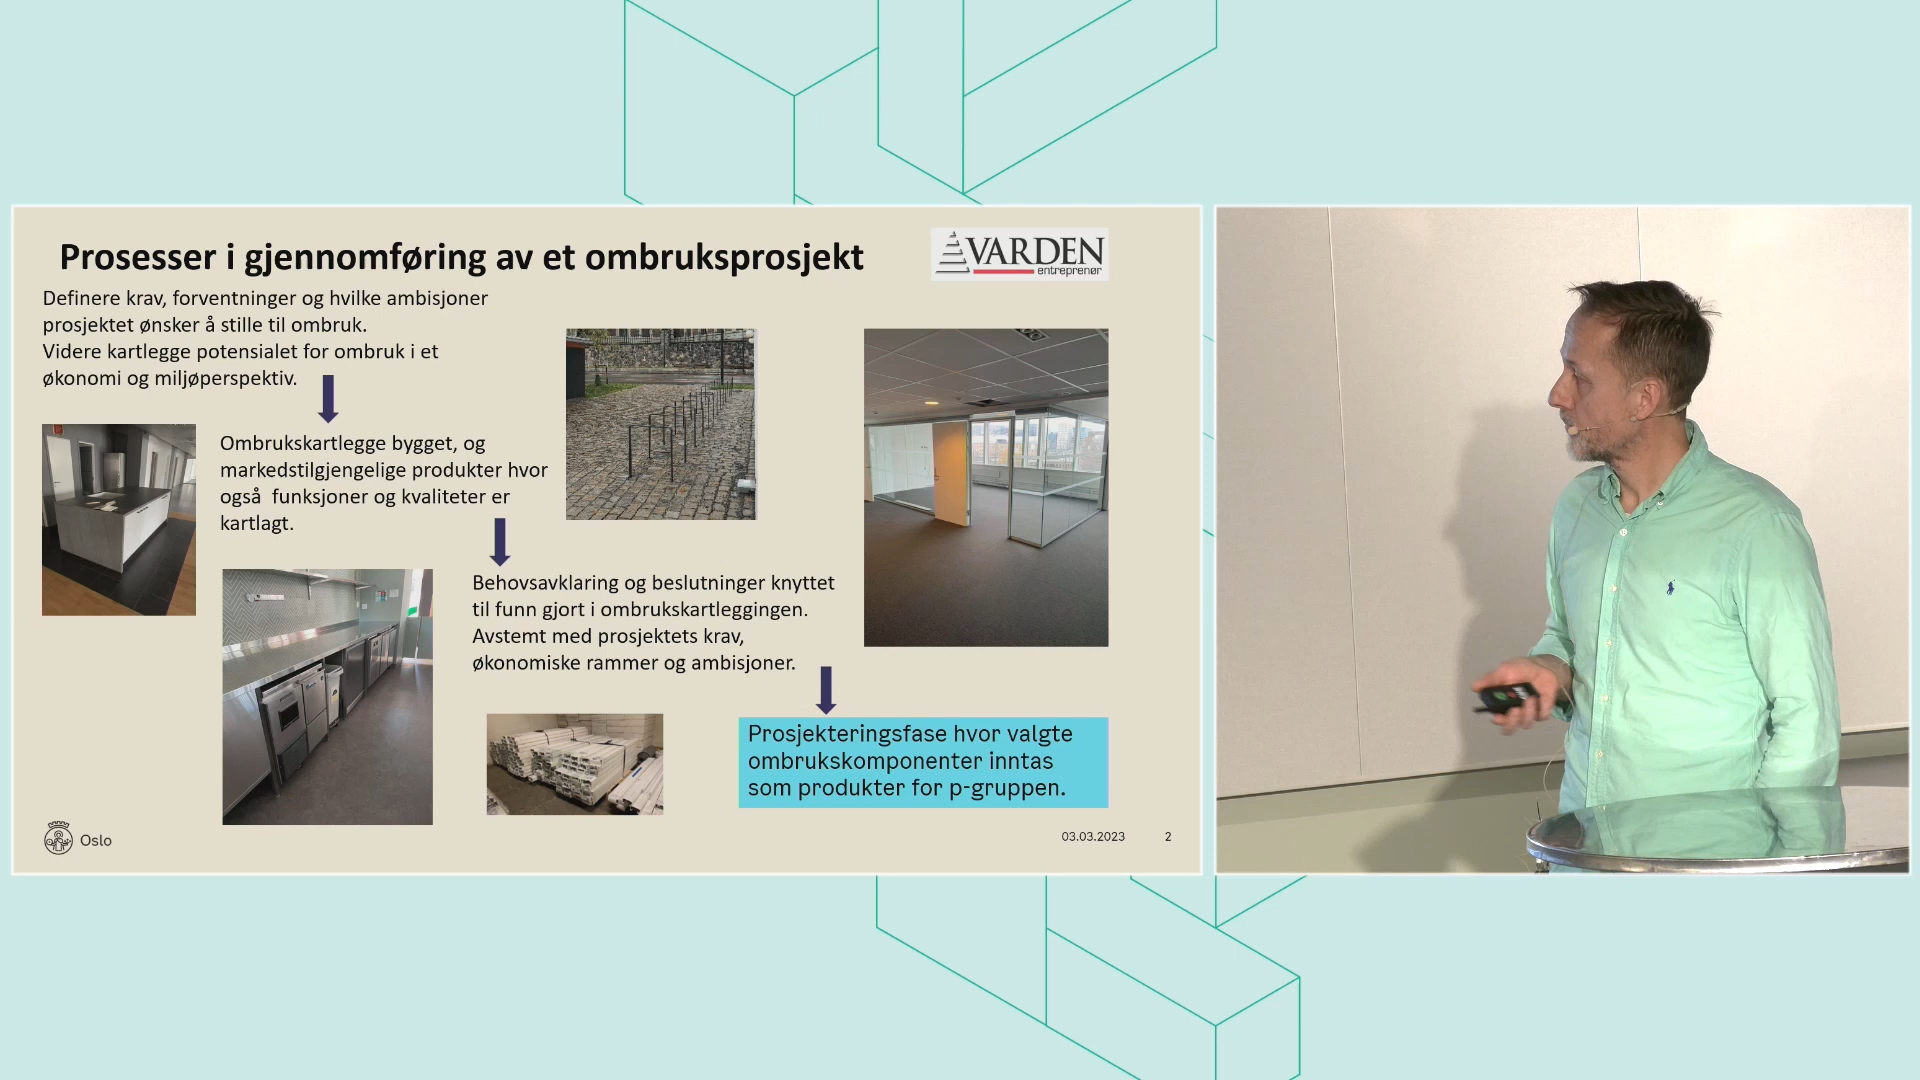 Prosesser i gjennomføring av et ombruksprosjekt
VARDEN
entreprenør
Definere krav, forventninger og hvilke ambisjoner
prosjektet ønsker å stille til ombruk.
Videre kartlegge potensialet for ombruk i et
økonomi og miljøperspektiv.
Ombrukskartlegge bygget, og
markedstilgjengelige produkter hvor
også  funksjoner og kvaliteter er
kartlagt.
Behovsavklaring og beslutninger knyttet
til funn gjort i ombrukskartleggingen.
Avstemt med prosjektets krav,
økonomiske rammer og ambisjoner.
Prosjekteringsfase hvor valgte
ombrukskomponenter inntas
som produkter for p-gruppen.
Oslo
03.03.2023
2